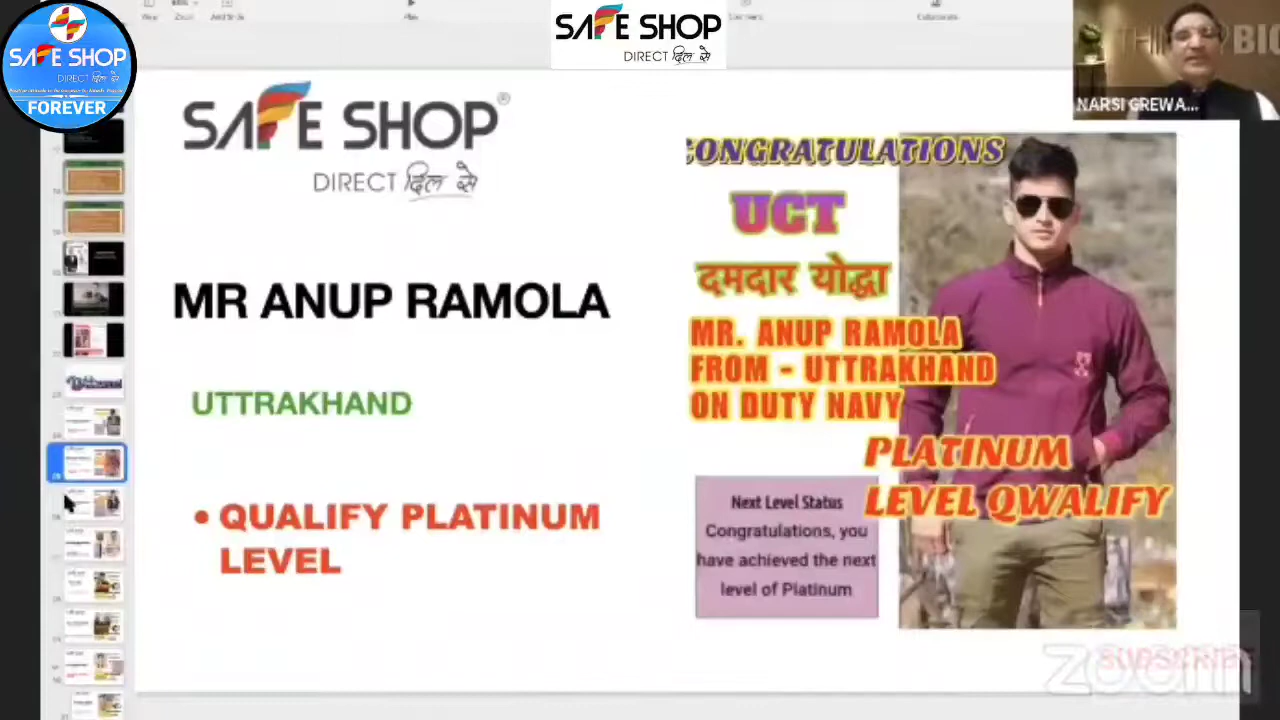 SAFE SHOP
DIRECT दिल से
FOREVER
SAFE SHOP
DIRECT दिल से
NARSI GREWA...
SAFE SHOP®
DIRECT दिल से
MR ANUP RAMOLA
UTTRAKHAND
• QUALIFY PLATINUM
LEVEL
CONGRATULATIONS
UCT
दमदार योद्धा
MR. ANUP RAMOLA
FROM - UTTRAKHAND
ON DUTY NAVY
PLATINUM
LEVEL QWALIFY
Next Level Status
Congratulations, you
have achieved the next
level of Platinum
zoom
SUBSCRIBE